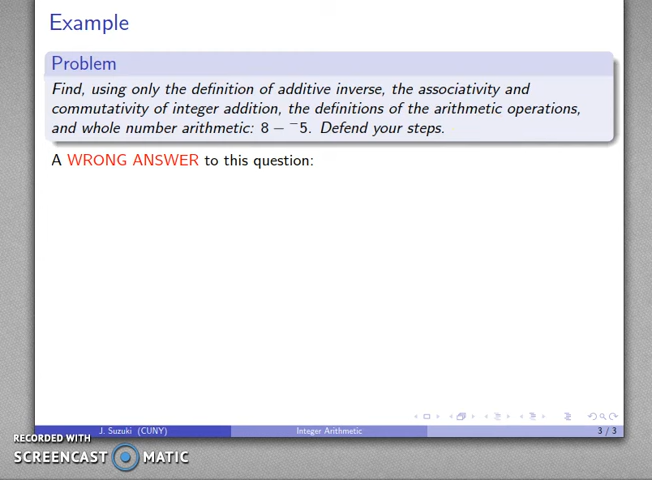 Example
Problem
Find, using only the definition of additive inverse, the associativity and
commutativity of integer addition, the definitions of the arithmetic operations,
and whole number arithmetic: 8 − ⁻5. Defend your steps.
A WRONG ANSWER to this question:
J. Suzuki (CUNY) Integer Arithmetic 3 / 3
RECORDED WITH
SCREENCAST MATIC